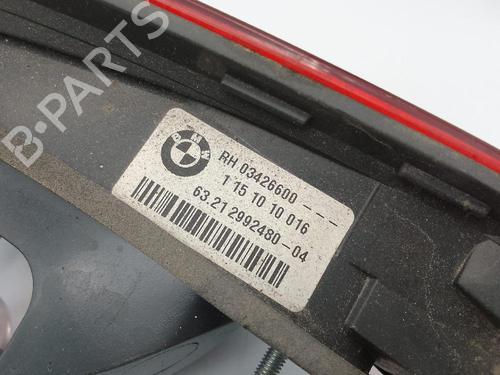 B-PARTS
BMW
RH 03426600---
1 15 10 10 016
63.21 2992480-04